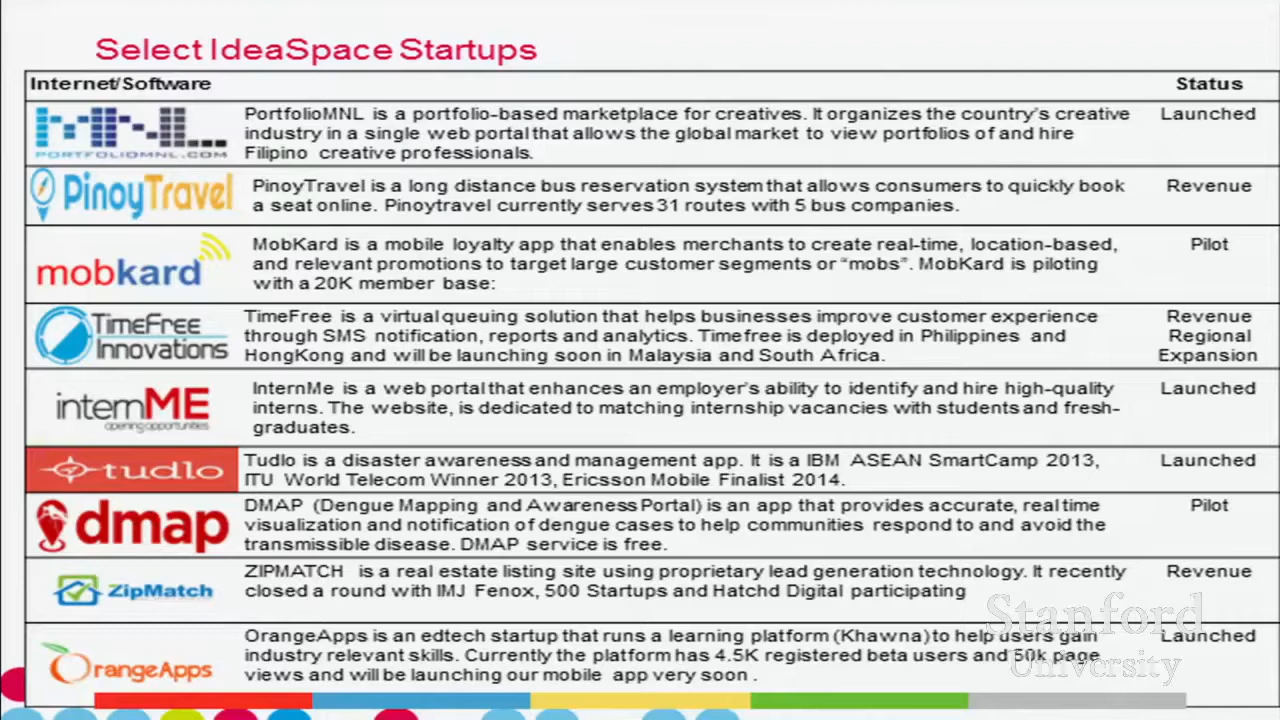 Select IdeaSpace Startups
Internet/Software Status
MNL
PORTFOLIOMNL.COM
PortfolioMNL is a portfolio-based marketplace for creatives. It organizes the country's creative Launched
industry in a single web portal that allows the global market to view portfolios of and hire
Filipino creative professionals.
PinoyTravel
PinoyTravel is a long distance bus reservation system that allows consumers to quickly book Revenue
a seat online. Pinoytravel currently serves 31 routes with 5 bus companies.
mobkard
MobKard is a mobile loyalty app that enables merchants to create real-time, location-based, Pilot
and relevant promotions to target large customer segments or “mobs”. MobKard is piloting
with a 20K member base:
TimeFree
Innovations
TimeFree is a virtual queuing solution that helps businesses improve customer experience Revenue
through SMS notification, reports and analytics. Timefree is deployed in Philippines and Regional
HongKong and will be launching soon in Malaysia and South Africa. Expansion
internME
opening opportunities
InternMe is a web portal that enhances an employer's ability to identify and hire high-quality Launched
interns. The website, is dedicated to matching internship vacancies with students and fresh-
graduates.
tudlo
Tudlo is a disaster awareness and management app. It is a IBM ASEAN SmartCamp 2013, Launched
ITU World Telecom Winner 2013, Ericsson Mobile Finalist 2014.
dmap
DMAP (Dengue Mapping and Awareness Portal) is an app that provides accurate, real time Pilot
visualization and notification of dengue cases to help communities respond to and avoid the
transmissible disease. DMAP service is free.
ZipMatch
ZIPMATCH is a real estate listing site using proprietary lead generation technology. It recently Revenue
closed a round with IMJ Fenox, 500 Startups and Hatchd Digital participating
OrangeApps
OrangeApps is an edtech startup that runs a learning platform (Khawna) to help users gain Launched
industry relevant skills. Currently the platform has 4.5K registered beta users and 50k page
views and will be launching our mobile app very soon .
Stanford
University